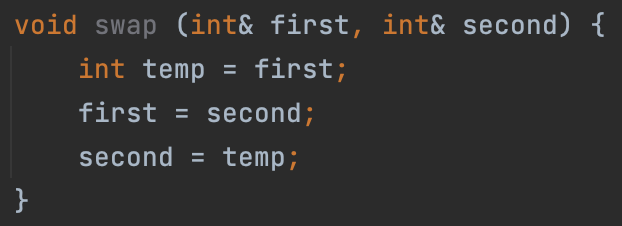 void swap (int& first, int& second) {
    int temp = first;
    first = second;
    second = temp;
}